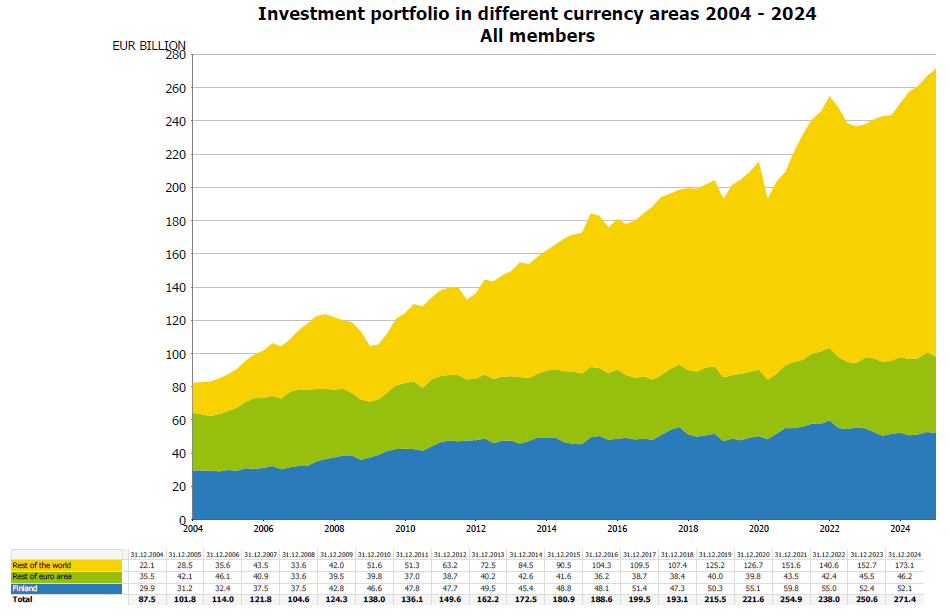 Investment portfolio in different currency areas 2004 - 2024
All members
EUR BILLION
280
260
240
220
200
180
160
140
120
100
80
60
40
20
0
2004 2006 2008 2010 2012 2014 2016 2018 2020 2022 2024
31.12.2004 31.12.2005 31.12.2006 31.12.2007 31.12.2008 31.12.2009 31.12.2010 31.12.2011 31.12.2012 31.12.2013 31.12.2014 31.12.2015 31.12.2016 31.12.2017 31.12.2018 31.12.2019 31.12.2020 31.12.2021 31.12.2022 31.12.2023 31.12.2024
Rest of the world 22.1 28.5 35.6 43.5 33.6 42.0 51.6 51.3 63.2 72.5 84.5 90.5 104.3 109.5 107.4 125.2 126.7 151.6 140.6 152.7 173.1
Rest of euro area 35.5 42.1 46.1 40.9 33.6 39.5 39.8 37.0 38.7 40.2 42.6 41.6 36.2 38.7 38.4 40.0 39.8 43.5 42.4 45.5 46.2
Finland 29.9 31.2 32.4 37.5 37.5 42.8 46.6 47.8 47.7 49.5 45.4 48.8 48.1 51.4 47.3 50.3 55.1 59.8 55.0 52.4 52.1
Total 87.5 101.8 114.0 121.8 104.6 124.3 138.0 136.1 149.6 162.2 172.5 180.9 188.6 199.5 193.1 215.5 221.6 254.9 238.0 250.6 271.4